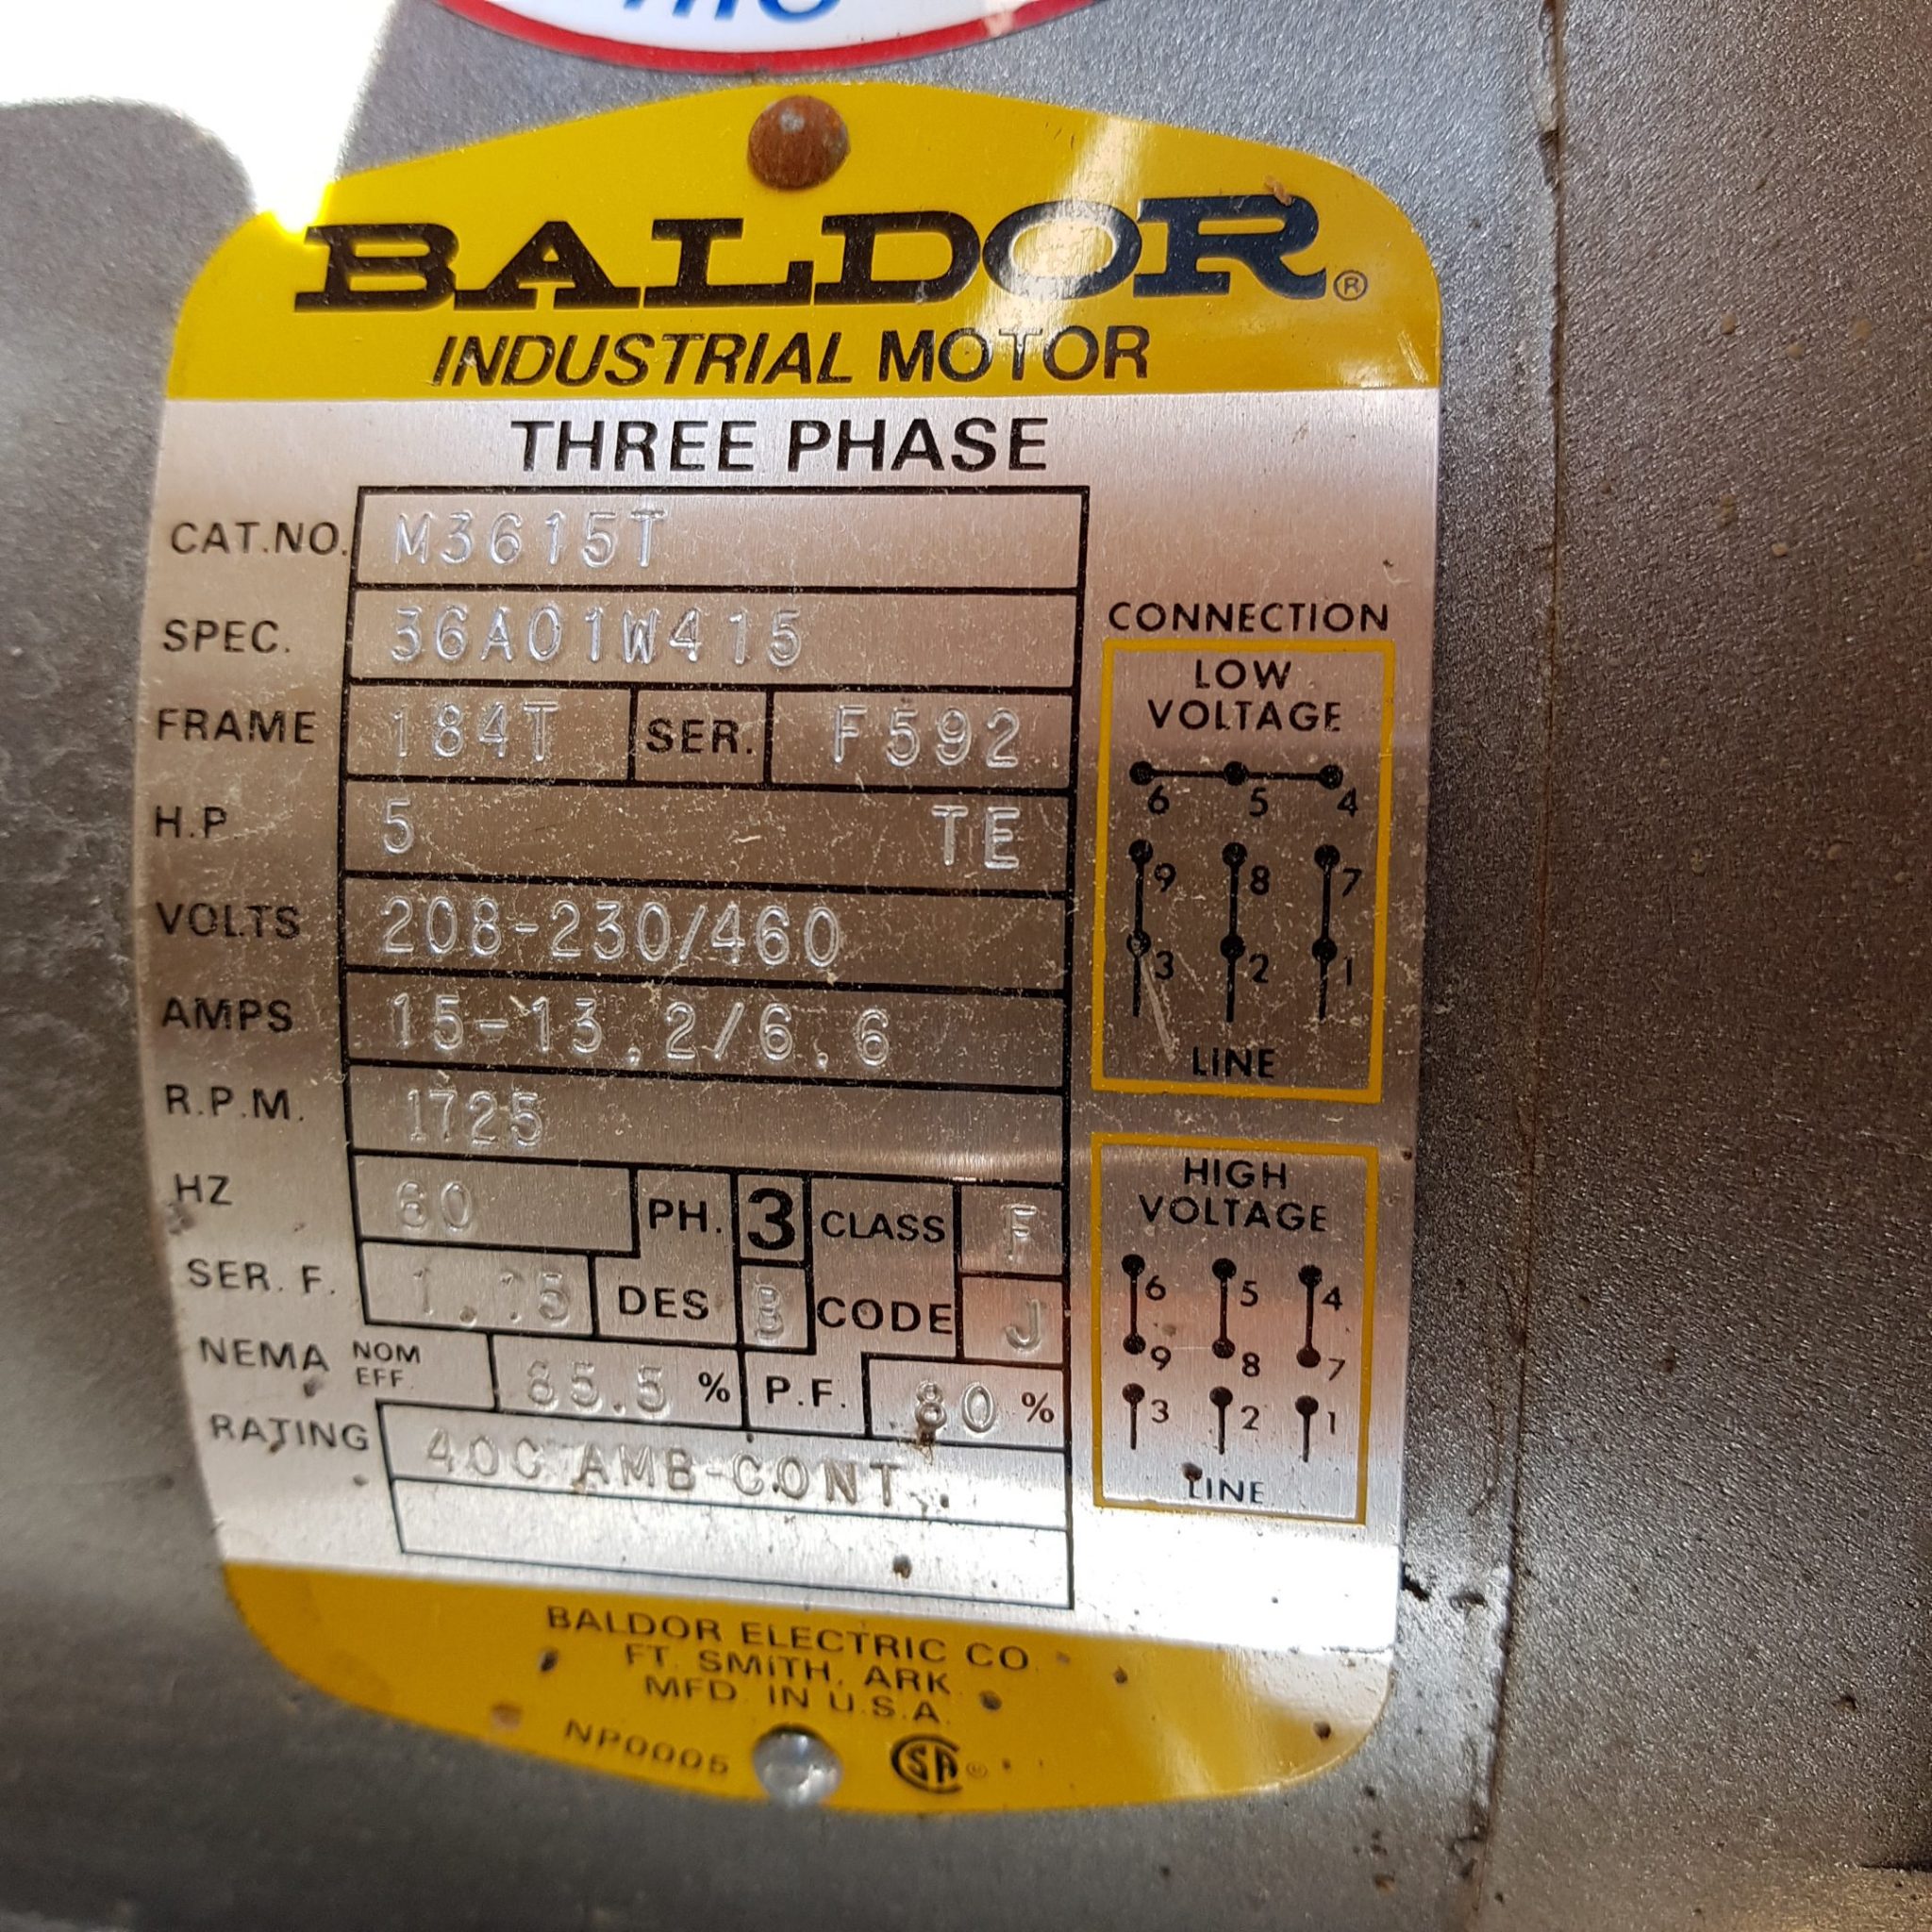 BALDOR®
INDUSTRIAL MOTOR
THREE PHASE
CAT.NO. M3615T
SPEC. 36A01W415
FRAME 184T SER. F592
H.P 5 TE
VOLTS 208-230/460
AMPS 15-13.2/6.6
R.P.M. 1725
HZ 60 PH. 3 CLASS F
SER. F. 1.15 DES B CODE J
NEMA NOM EFF 85.5 % P.F. 80 %
RATING 40C AMB-CONT
CONNECTION
LOW
VOLTAGE
6 5 4
9 8 7
3 2 1
LINE
HIGH
VOLTAGE
6 5 4
9 8 7
3 2 1
LINE
BALDOR ELECTRIC CO.
FT. SMITH, ARK
MFD. IN U.S.A.
NP0005 SA®